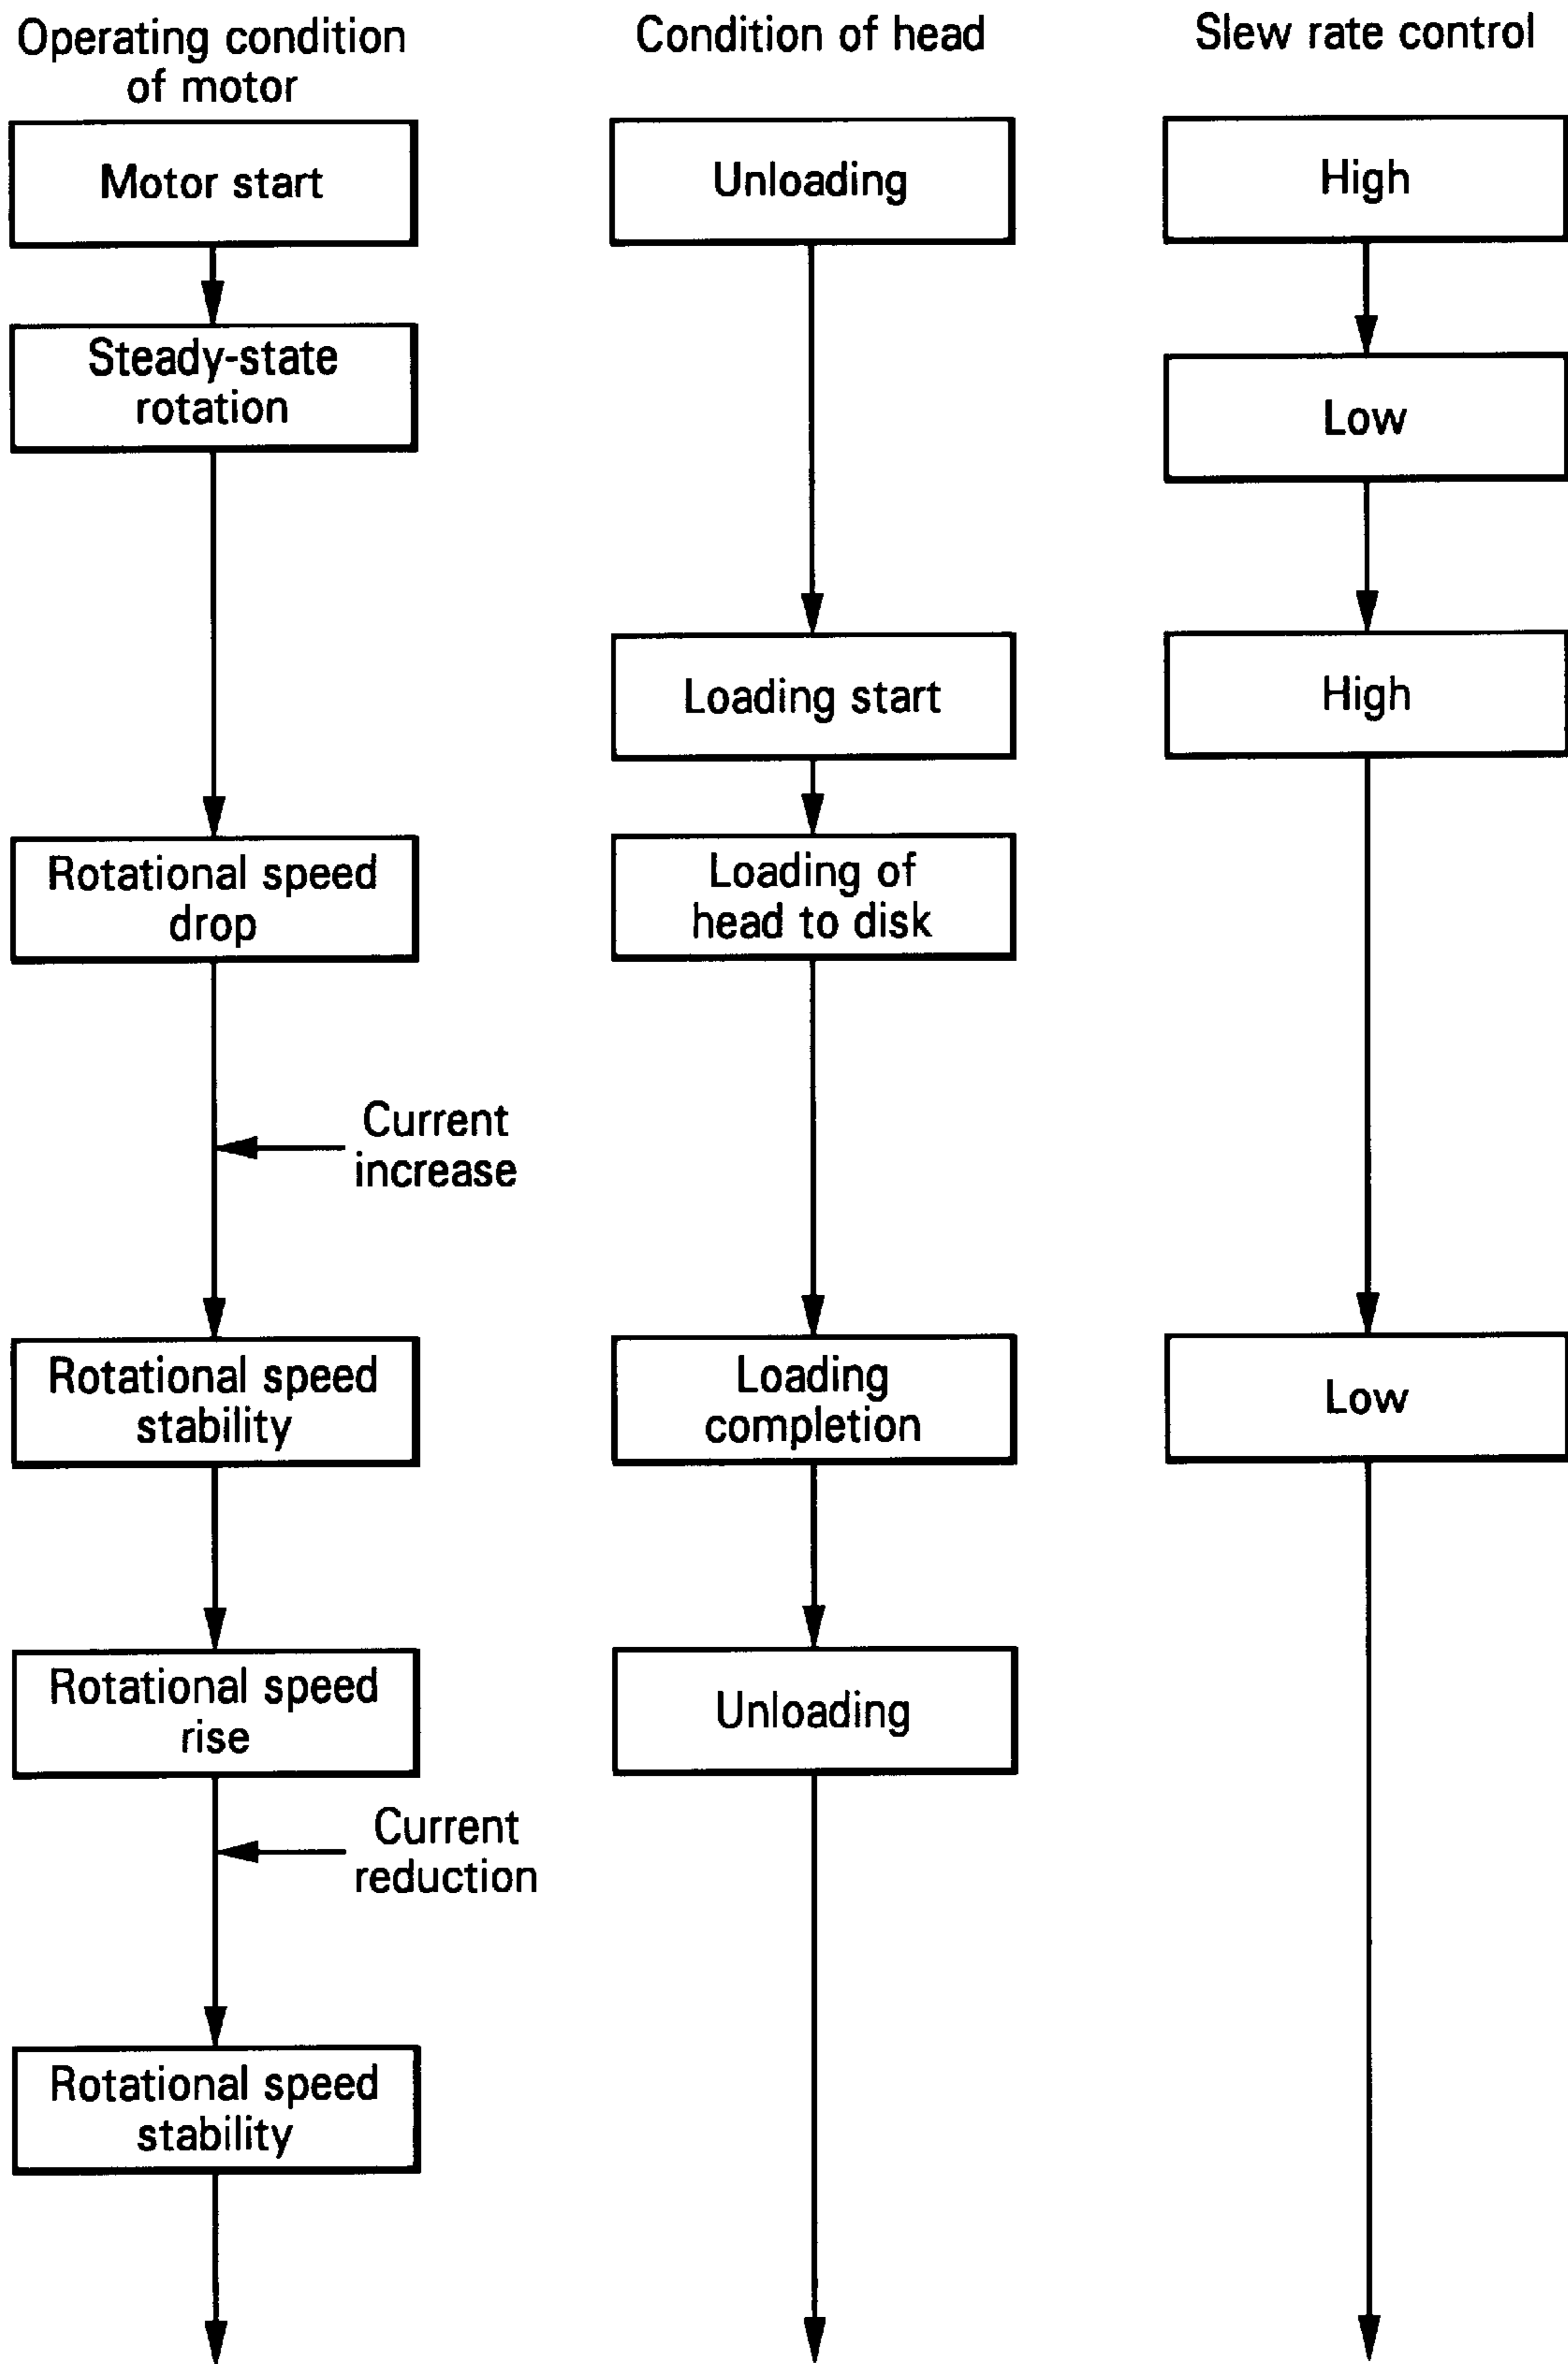 Operating condition
of motor
Condition of head
Slew rate control
Motor start
Unloading
High
Steady-state
rotation
Low
Loading start
High
Rotational speed
drop
Loading of
head to disk
Current
increase
Rotational speed
stability
Loading
completion
Low
Rotational speed
rise
Unloading
Current
reduction
Rotational speed
stability